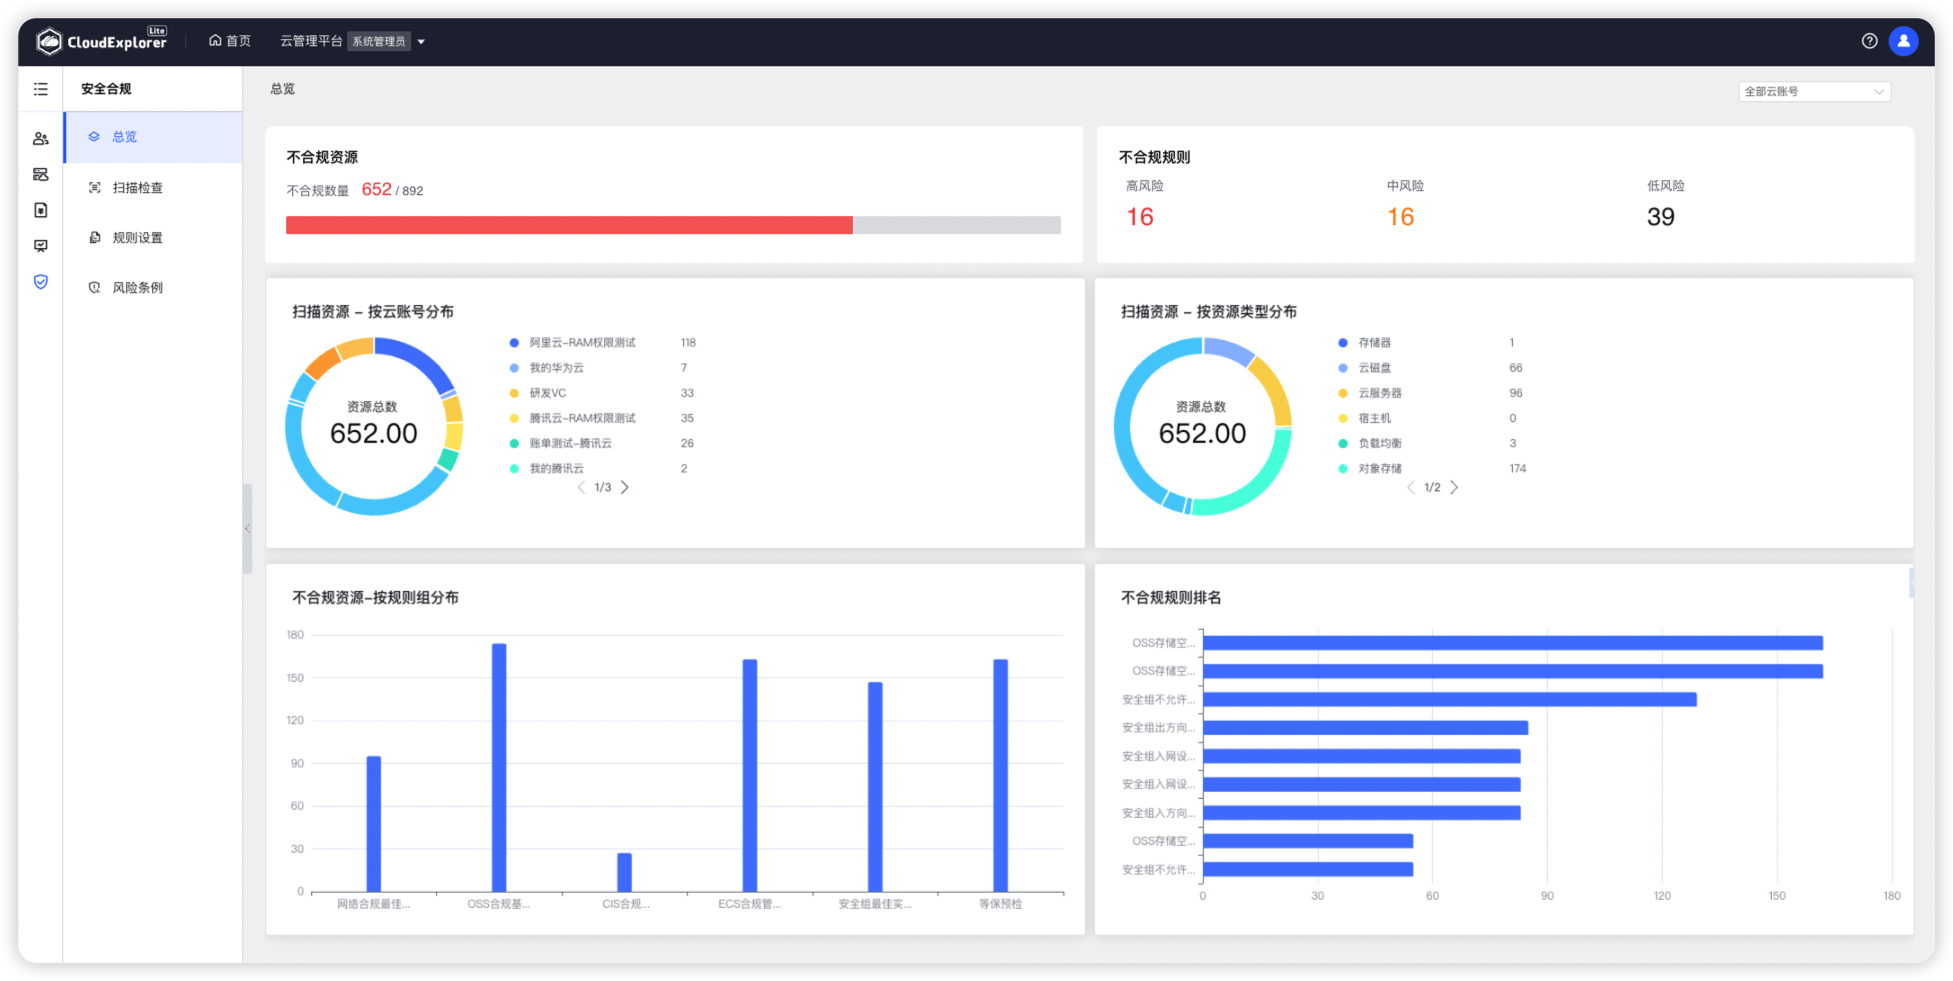 CloudExplorer Lite
首页
云管理平台 系统管理员
安全合规
总览
扫描检查
规则设置
风险条例
总览
全部云账号
不合规资源
不合规数量 652 / 892
不合规规则
高风险 中风险 低风险
16 16 39
扫描资源 – 按云账号分布
资源总数
652.00
阿里云-RAM权限测试 118
我的华为云 7
研发VC 33
腾讯云-RAM权限测试 35
账单测试-腾讯云 26
我的腾讯云 2
1/3
扫描资源 – 按资源类型分布
资源总数
652.00
存储器 1
云磁盘 66
云服务器 96
宿主机 0
负载均衡 3
对象存储 174
1/2
不合规资源-按规则组分布
180
150
120
90
60
30
0
网络合规最佳... OSS合规基... CIS合规... ECS合规管... 安全组最佳实... 等保预检
不合规规则排名
OSS存储空...
OSS存储空...
安全组不允许...
安全组出方向...
安全组入网设...
安全组入网设...
安全组入方向...
OSS存储空...
安全组不允许...
0 30 60 90 120 150 180